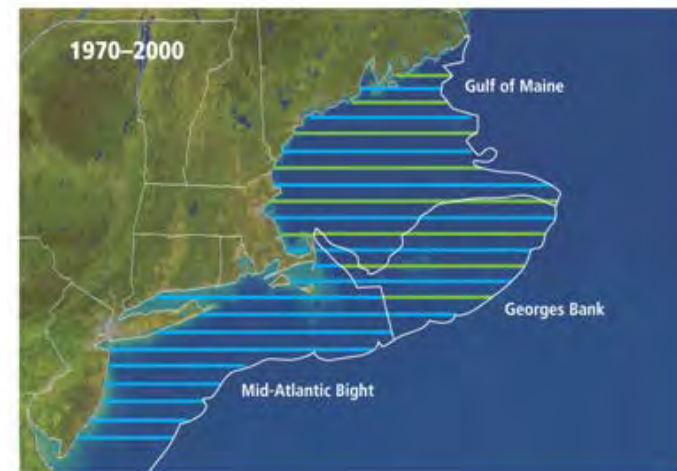 1970–2000
Gulf of Maine
Georges Bank
Mid-Atlantic Bight